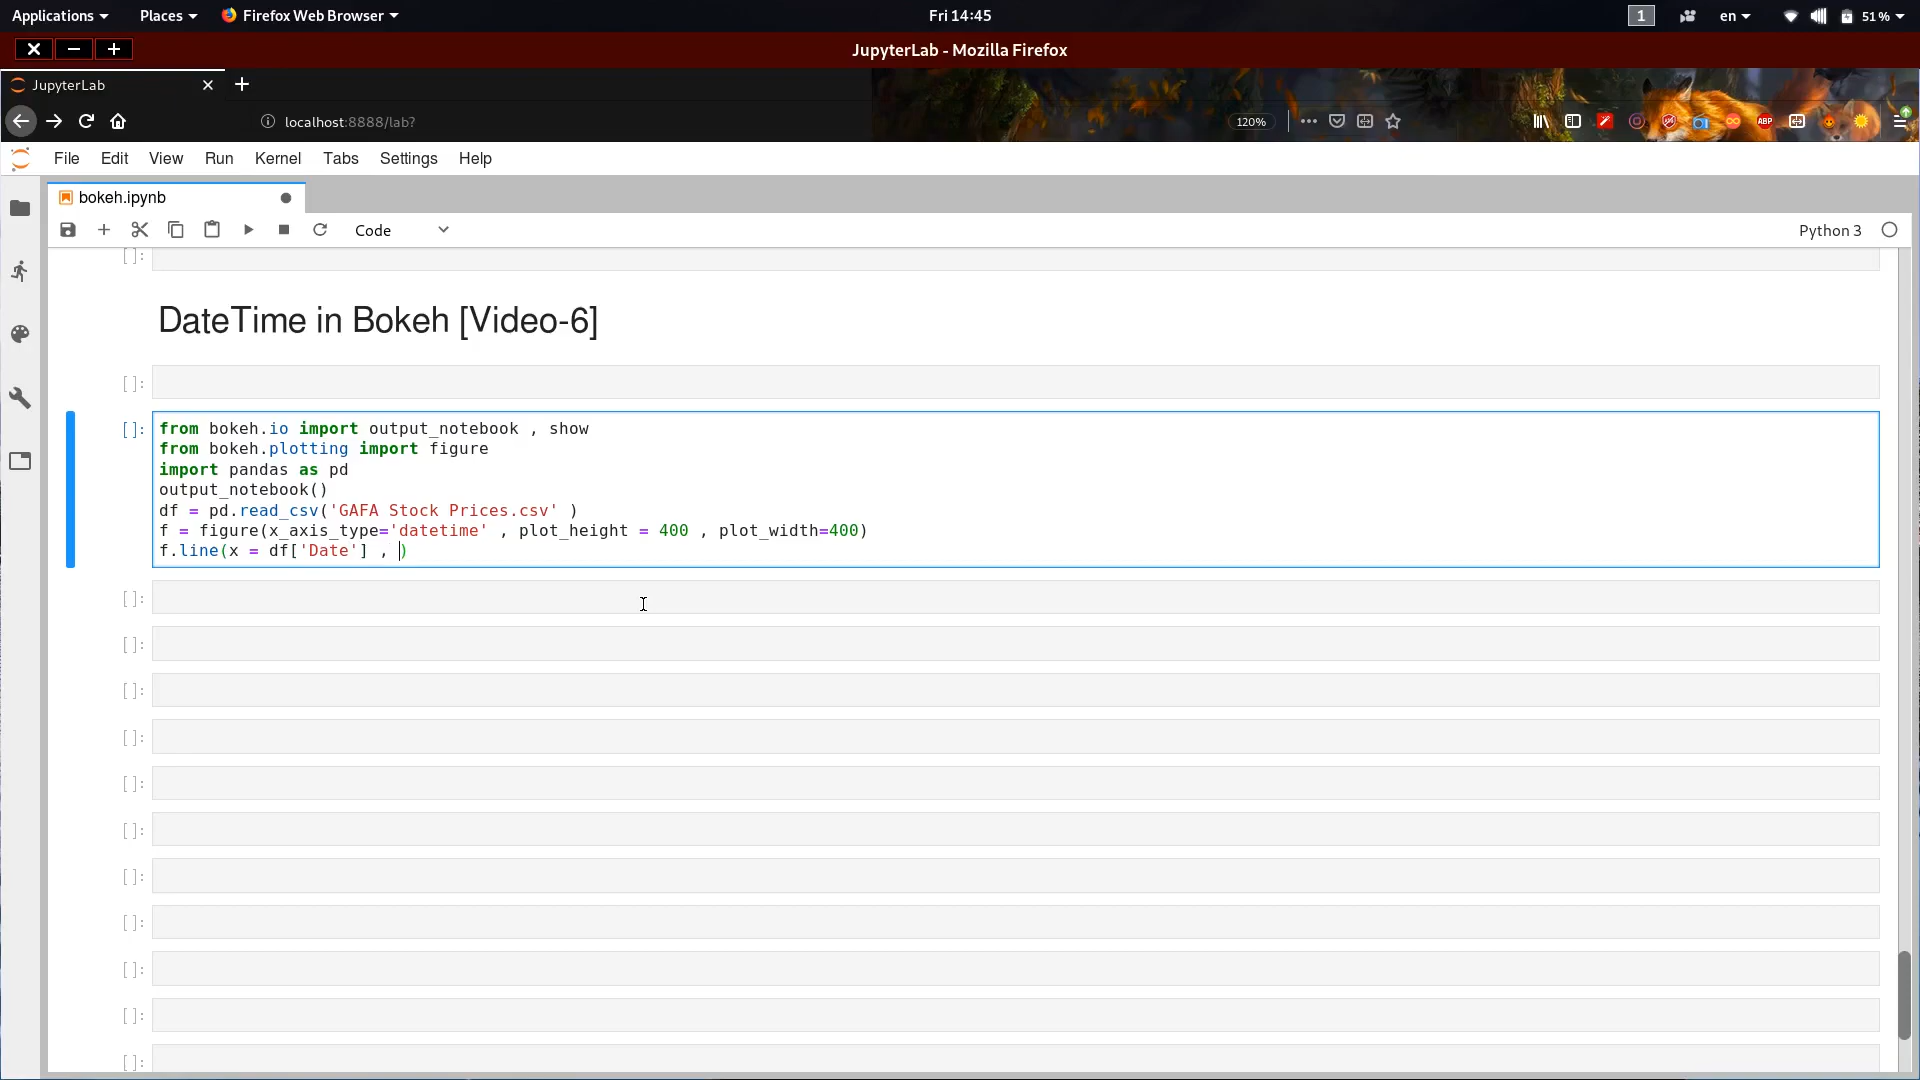 Applications Places Firefox Web Browser Fri 14:45 1 en 51%
JupyterLab - Mozilla Firefox
JupyterLab
localhost:8888/lab? 120% ABP
File Edit View Run Kernel Tabs Settings Help
bokeh.ipynb
Code Python 3
[ ]:
DateTime in Bokeh [Video-6]
[ ]:
[ ]: from bokeh.io import output_notebook , show
from bokeh.plotting import figure
import pandas as pd
output_notebook()
df = pd.read_csv('GAFA Stock Prices.csv' )
f = figure(x_axis_type='datetime' , plot_height = 400 , plot_width=400)
f.line(x = df['Date'] , )
[ ]:
[ ]:
[ ]:
[ ]:
[ ]:
[ ]:
[ ]:
[ ]:
[ ]:
[ ]:
[ ]: